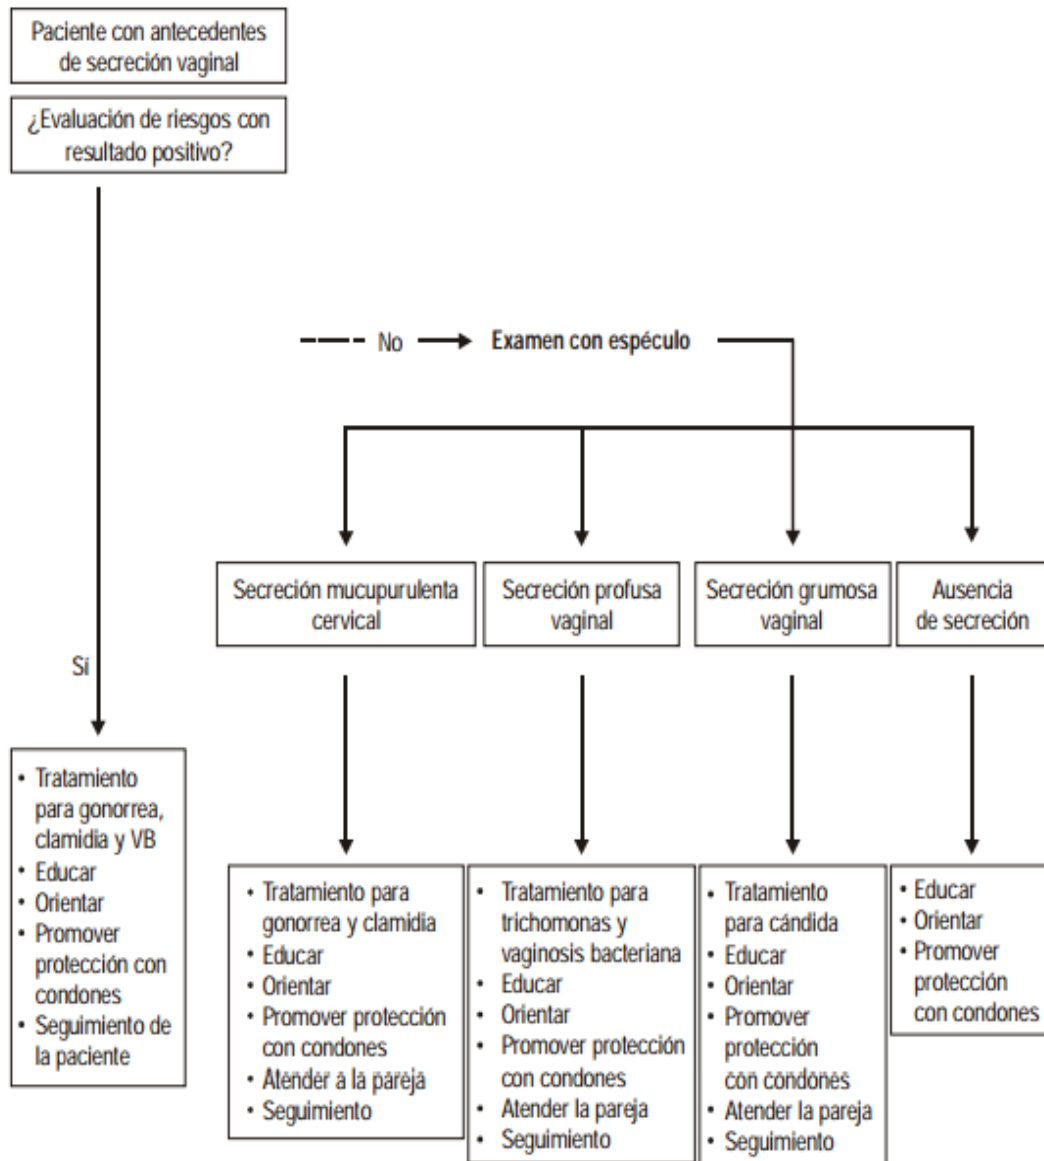 Paciente con antecedentes
de secreción vaginal
¿Evaluación de riesgos con
resultado positivo?
No
Examen con espéculo
Secreción mucupurulenta
cervical
Secreción profusa
vaginal
Secreción grumosa
vaginal
Ausencia
de secreción
Sí
• Tratamiento
para gonorrea,
clamidia y VB
• Educar
• Orientar
• Promover
protección con
condones
• Seguimiento de
la paciente
• Tratamiento para
gonorrea y clamidia
• Educar
• Orientar
• Promover protección
con condones
• Atender a la pareja
• Seguimiento
• Tratamiento para
trichomonas y
vaginosis bacteriana
• Educar
• Orientar
• Promover protección
con condones
• Atender la pareja
• Seguimiento
• Tratamiento
para cándida
• Educar
• Orientar
• Promover
protección
con condones
• Atender la pareja
• Seguimiento
• Educar
• Orientar
• Promover
protección
con condones